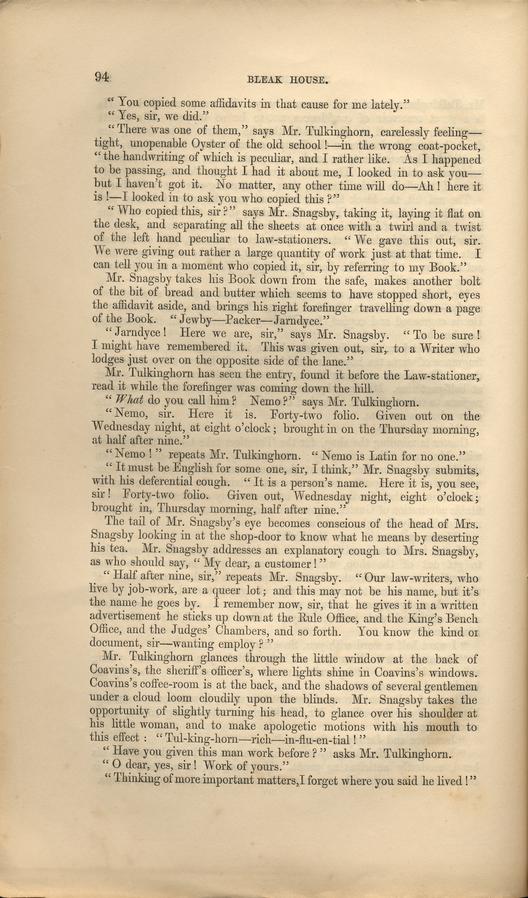 94
BLEAK HOUSE.
“ You copied some affidavits in that cause for me lately.”
“ Yes, sir, we did.”
“ There was one of them,” says Mr. Tulkinghorn, carelessly feeling—
tight, unopenable Oyster of the old school !—in the wrong coat-pocket,
“ the handwriting of which is peculiar, and I rather like. As I happened
to be passing, and thought I had it about me, I looked in to ask you—
but I haven’t got it. No matter, any other time will do—Ah ! here it
is !—I looked in to ask you who copied this ? ”
“ Who copied this, sir ? ” says Mr. Snagsby, taking it, laying it flat on
the desk, and separating all the sheets at once with a twirl and a twist
of the left hand peculiar to law-stationers. “ We gave this out, sir.
We were giving out rather a large quantity of work just at that time. I
can tell you in a moment who copied it, sir, by referring to my Book.”
Mr. Snagsby takes his Book down from the safe, makes another bolt
of the bit of bread and butter which seems to have stopped short, eyes
the affidavit aside, and brings his right forefinger travelling down a page
of the Book. “ Jewby—Packer—Jarndyce.”
“ Jarndyce ! Here we are, sir,” says Mr. Snagsby. “ To be sure !
I might have remembered it. This was given out, sir, to a Writer who
lodges just over on the opposite side of the lane.”
Mr. Tulkinghorn has seen the entry, found it before the Law-stationer,
read it while the forefinger was coming down the hill.
“ What do you call him ? Nemo ? ” says Mr. Tulkinghorn.
“ Nemo, sir. Here it is. Forty-two folio. Given out on the
Wednesday night, at eight o’clock ; brought in on the Thursday morning,
at half after nine.”
“ Nemo ! ” repeats Mr. Tulkinghorn. “ Nemo is Latin for no one.”
“ It must be English for some one, sir, I think,” Mr. Snagsby submits,
with his deferential cough. “ It is a person’s name. Here it is, you see,
sir ! Forty-two folio. Given out, Wednesday night, eight o’clock ;
brought in, Thursday morning, half after nine.”
The tail of Mr. Snagsby’s eye becomes conscious of the head of Mrs.
Snagsby looking in at the shop-door to know what he means by deserting
his tea. Mr. Snagsby addresses an explanatory cough to Mrs. Snagsby,
as who should say, “ My dear, a customer ! ”
“ Half after nine, sir,” repeats Mr. Snagsby. “ Our law-writers, who
live by job-work, are a queer lot ; and this may not be his name, but it’s
the name he goes by. I remember now, sir, that he gives it in a written
advertisement he sticks up down at the Rule Office, and the King’s Bench
Office, and the Judges’ Chambers, and so forth. You know the kind of
document, sir—wanting employ ? ”
Mr. Tulkinghorn glances through the little window at the back of
Coavins’s, the sheriff’s officer’s, where lights shine in Coavins’s windows.
Coavins’s coffee-room is at the back, and the shadows of several gentlemen
under a cloud loom cloudily upon the blinds. Mr. Snagsby takes the
opportunity of slightly turning his head, to glance over his shoulder at
his little woman, and to make apologetic motions with his mouth to
this effect : “ Tul-king-horn—rich—in-flu-en-tial ! ”
“ Have you given this man work before ? ” asks Mr. Tulkinghorn.
“ O dear, yes, sir ! Work of yours.”
“ Thinking of more important matters, I forget where you said he lived ! ”